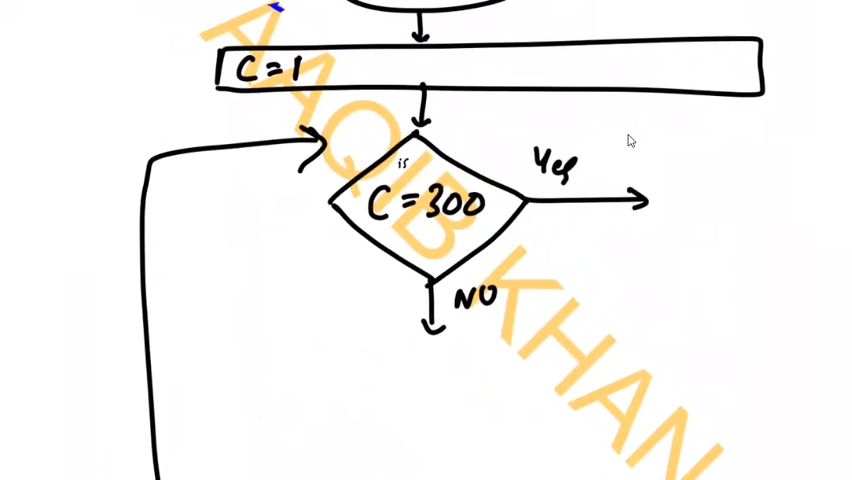 C = 1
is
Yes
C = 300
NO
AAQIB KHAN